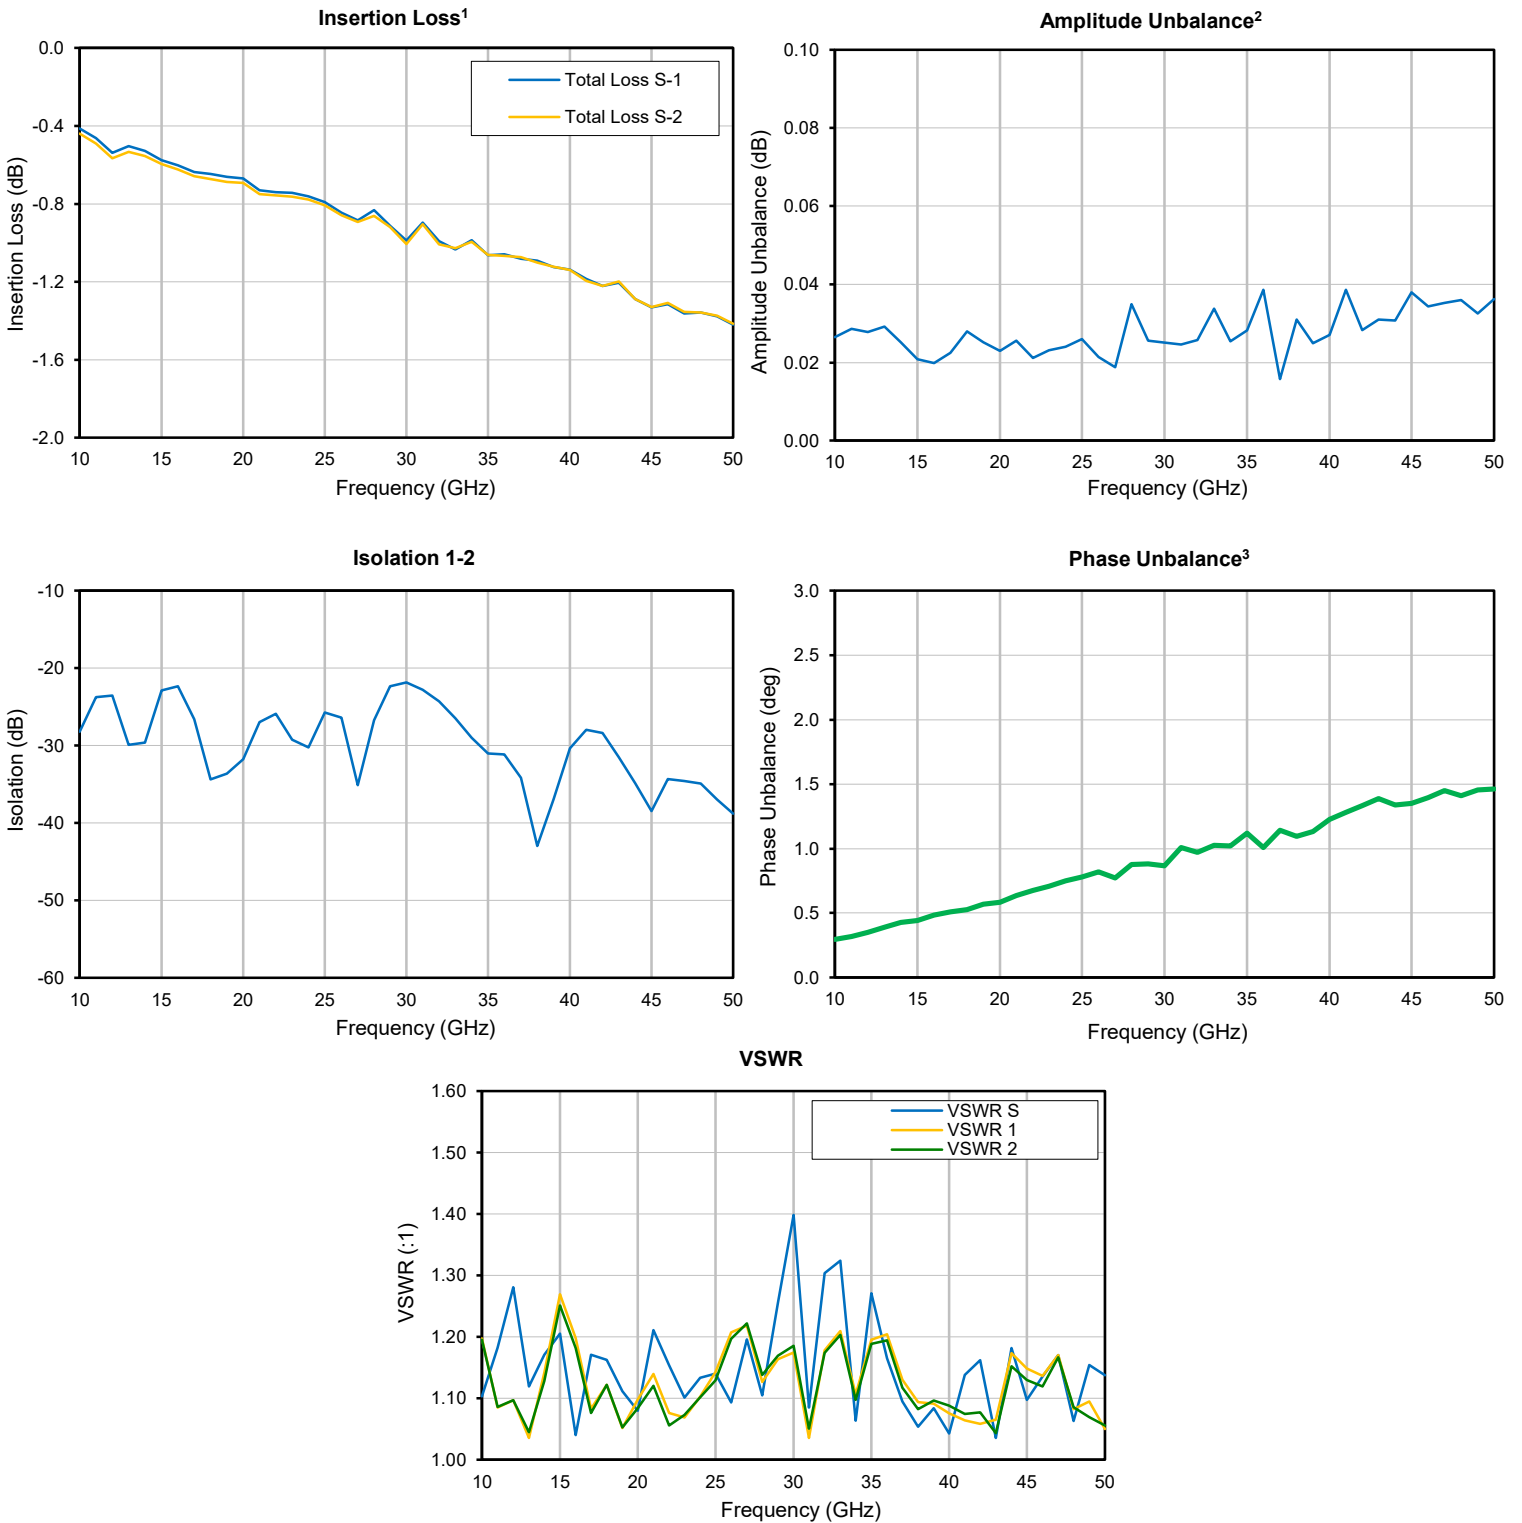 Insertion Loss¹
0.0
-0.4
-0.8
-1.2
-1.6
-2.0
Insertion Loss (dB)
Total Loss S-1
Total Loss S-2
10 15 20 25 30 35 40 45 50
Frequency (GHz)
Amplitude Unbalance²
0.10
0.08
0.06
0.04
0.02
0.00
Amplitude Unbalance (dB)
10 15 20 25 30 35 40 45 50
Frequency (GHz)
Isolation 1-2
-10
-20
-30
-40
-50
-60
Isolation (dB)
10 15 20 25 30 35 40 45 50
Frequency (GHz)
Phase Unbalance³
3.0
2.5
2.0
1.5
1.0
0.5
0.0
Phase Unbalance (deg)
10 15 20 25 30 35 40 45 50
Frequency (GHz)
VSWR
1.60
1.50
1.40
1.30
1.20
1.10
1.00
VSWR (:1)
VSWR S
VSWR 1
VSWR 2
10 15 20 25 30 35 40 45 50
Frequency (GHz)